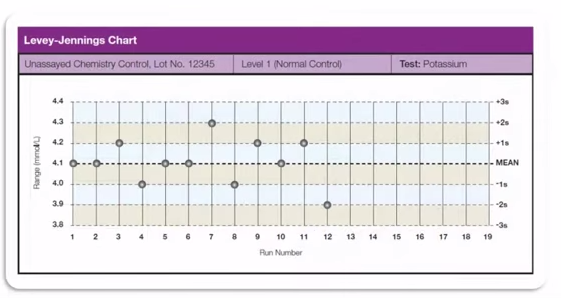 Levey-Jennings Chart
Unassayed Chemistry Control, Lot No. 12345 Level 1 (Normal Control) Test: Potassium
4.4 +3s
4.3 +2s
4.2 +1s
4.1 MEAN
4.0 -1s
3.9 -2s
3.8 -3s
Range (mmol/L)
1 2 3 4 5 6 7 8 9 10 11 12 13 14 15 16 17 18 19
Run Number